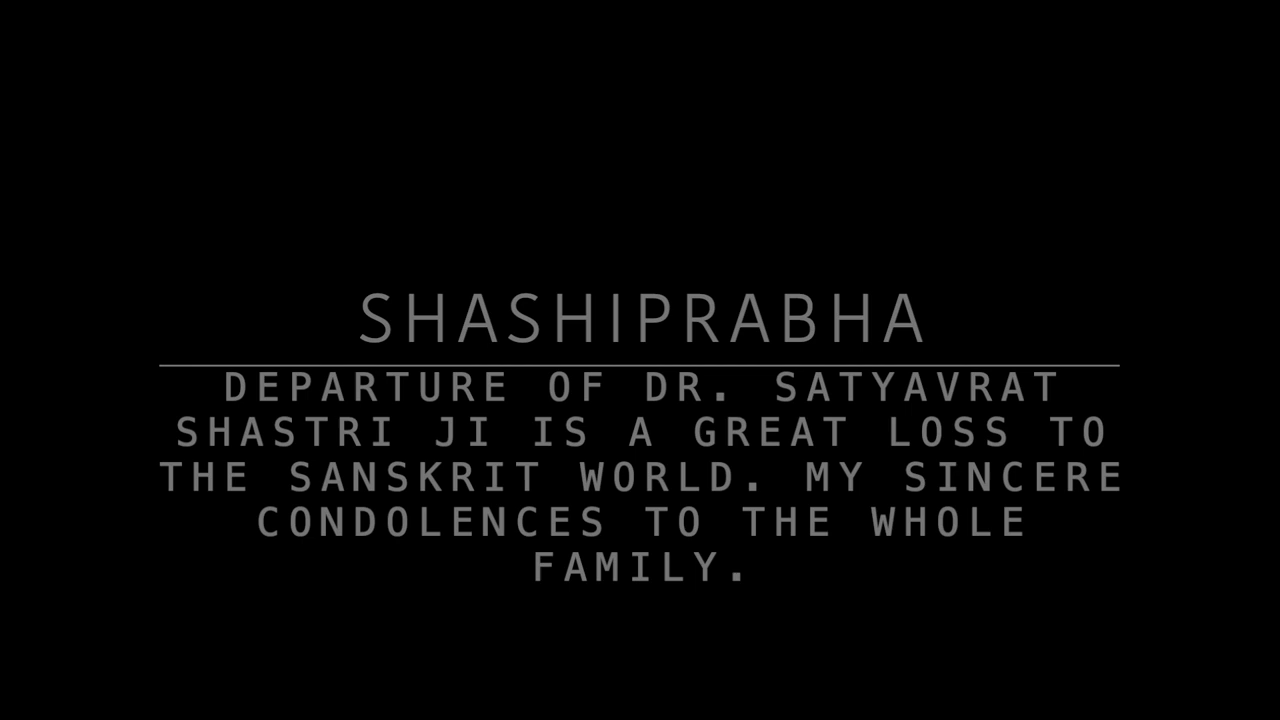 SHASHIPRABHA
DEPARTURE OF DR. SATYAVRAT
SHASTRI JI IS A GREAT LOSS TO
THE SANSKRIT WORLD. MY SINCERE
CONDOLENCES TO THE WHOLE
FAMILY.